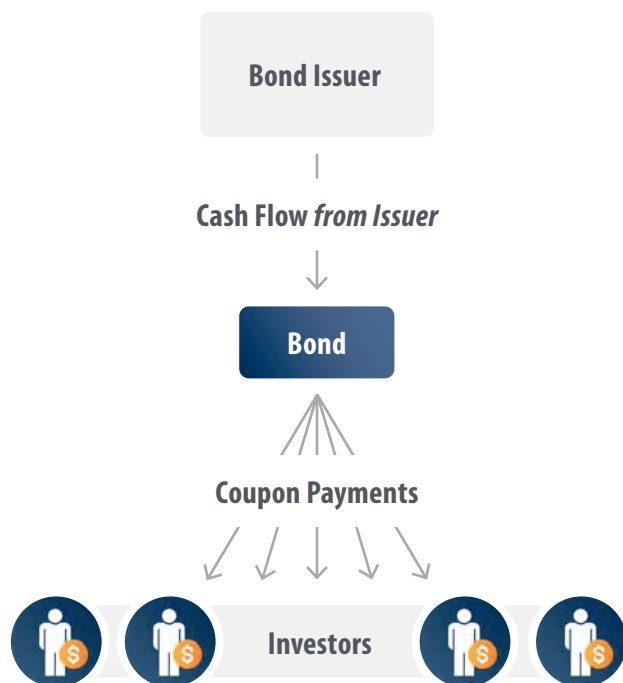 Bond Issuer
Cash Flow from Issuer
Bond
Coupon Payments
Investors
$ $ $ $